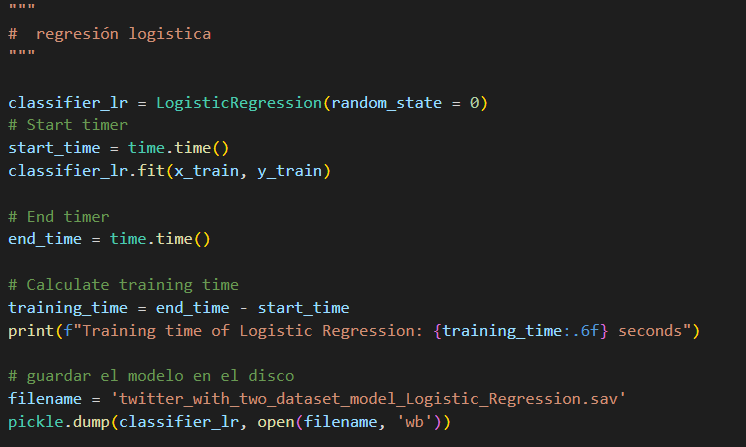 """
#  regresión logistica
"""
classifier_lr = LogisticRegression(random_state = 0)
# Start timer
start_time = time.time()
classifier_lr.fit(x_train, y_train)
# End timer
end_time = time.time()
# Calculate training time
training_time = end_time - start_time
print(f"Training time of Logistic Regression: {training_time:.6f} seconds")
# guardar el modelo en el disco
filename = 'twitter_with_two_dataset_model_Logistic_Regression.sav'
pickle.dump(classifier_lr, open(filename, 'wb'))